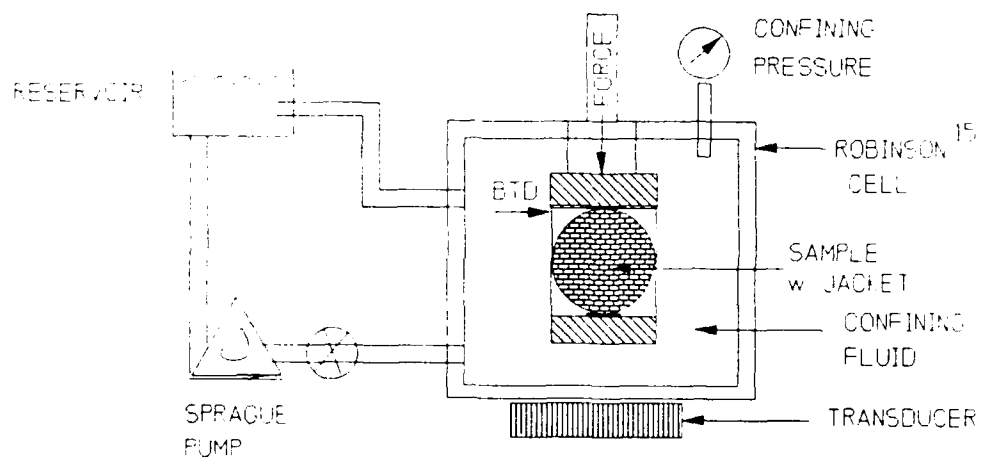 CONFINING
PRESSURE
FORCE
RESERVOIR
ROBINSON 15
CELL
BTD
SAMPLE
w JACKET
CONFINING
FLUID
TRANSDUCER
SPRAGUE
PUMP